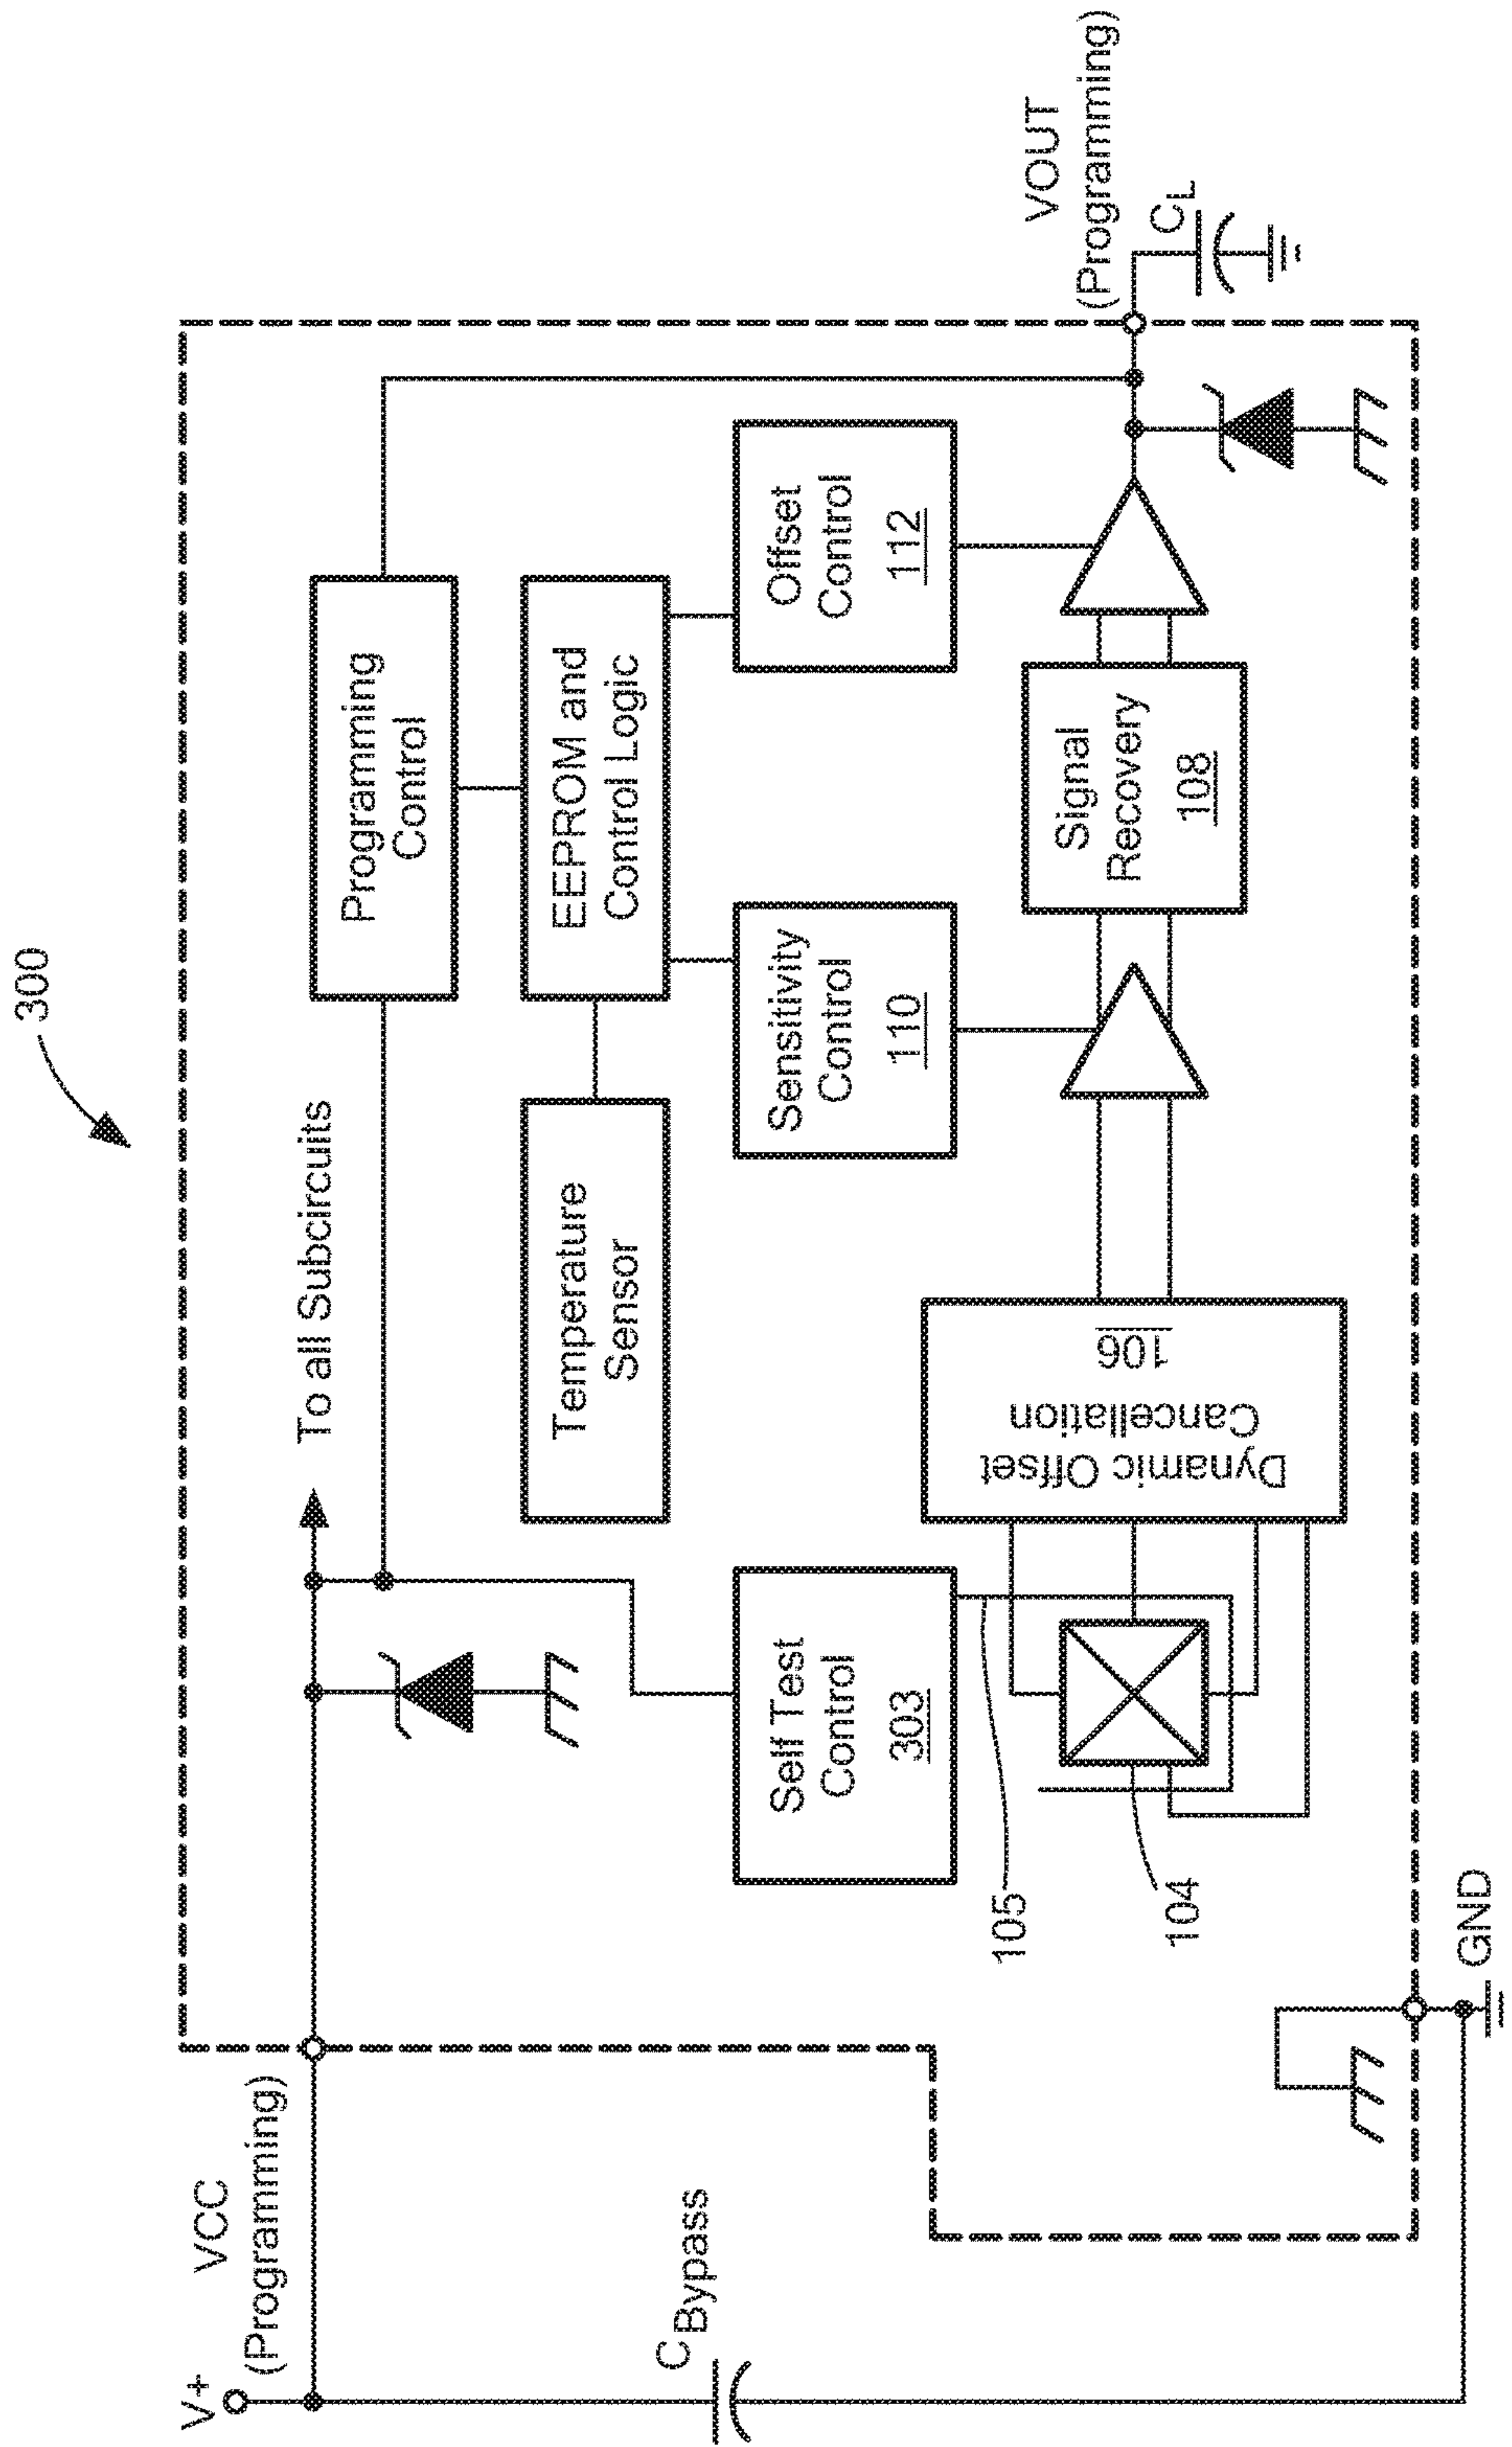 300
V+
VCC
(Programming)
To all Subcircuits
Programming
Control
Temperature
Sensor
EEPROM and
Control Logic
C Bypass
Self Test
Control
303
Sensitivity
Control
110
Offset
Control
112
VOUT
(Programming)
CL
105
104
Dynamic Offset
Cancellation
106
Signal
Recovery
108
GND